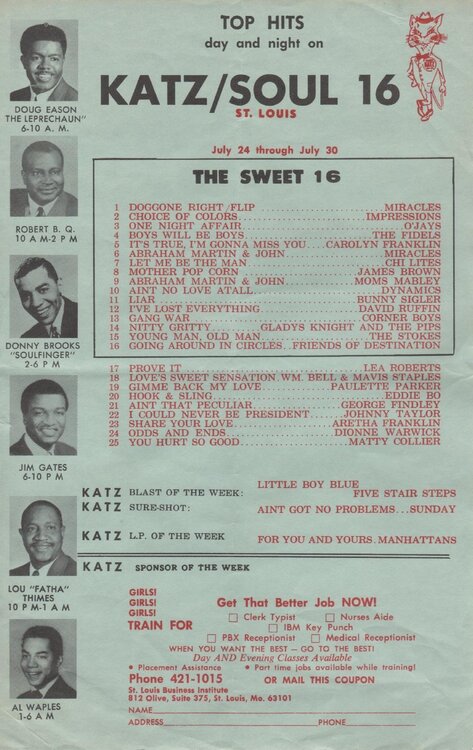 TOP HITS
day and night on
KATZ/SOUL 16
ST. LOUIS
DOUG EASON
THE LEPRECHAUN"
6-10 A. M.
ROBERT B. Q.
10 A M-2 P M
DONNY BROOKS
"SOULFINGER"
2-6 P M
JIM GATES
6-10 P M
LOU "FATHA"
THIMES
10 P M-1 A M
AL WAPLES
1-6 A M
July 24 through July 30
THE SWEET 16
1 DOGGONE RIGHT/FLIP MIRACLES
2 CHOICE OF COLORS IMPRESSIONS
3 ONE NIGHT AFFAIR O'JAYS
4 BOYS WILL BE BOYS THE FIDELS
5 IT'S TRUE, I'M GONNA MISS YOU CAROLYN FRANKLIN
6 ABRAHAM MARTIN & JOHN MIRACLES
7 LET ME BE THE MAN CHI LITES
8 MOTHER POP CORN JAMES BROWN
9 ABRAHAM MARTIN & JOHN MOMS MABLEY
10 AINT NO LOVE ATALL DYNAMICS
11 LIAR BUNNY SIGLER
12 I'VE LOST EVERYTHING DAVID RUFFIN
13 GANG WAR CORNER BOYS
14 NITTY GRITTY GLADYS KNIGHT AND THE PIPS
15 YOUNG MAN, OLD MAN THE STOKES
16 GOING AROUND IN CIRCLES FRIENDS OF DESTINATION
17 PROVE IT LEA ROBERTS
18 LOVE'S SWEET SENSATION WM. BELL & MAVIS STAPLES
19 GIMME BACK MY LOVE PAULETTE PARKER
20 HOOK & SLING EDDIE BO
21 AINT THAT PECULIAR GEORGE FINDLEY
22 I COULD NEVER BE PRESIDENT JOHNNY TAYLOR
23 SHARE YOUR LOVE ARETHA FRANKLIN
24 ODDS AND ENDS DIONNE WARWICK
25 YOU HURT SO GOOD MATTY COLLIER
KATZ BLAST OF THE WEEK: LITTLE BOY BLUE
FIVE STAIR STEPS
KATZ SURE-SHOT: AINT GOT NO PROBLEMS...SUNDAY
KATZ L.P. OF THE WEEK FOR YOU AND YOURS. MANHATTANS
KATZ SPONSOR OF THE WEEK
GIRLS!
GIRLS!
GIRLS!
Get That Better Job NOW!
TRAIN FOR
Clerk Typist Nurses Aide
IBM Key Punch
PBX Receptionist Medical Receptionist
WHEN YOU WANT THE BEST — GO TO THE BEST!
Day AND Evening Classes Available
• Placement Assistance • Part time jobs available while training!
Phone 421-1015 OR MAIL THIS COUPON
St. Louis Business Institute
812 Olive, Suite 375, St. Louis, Mo. 63101
NAME
ADDRESS PHONE